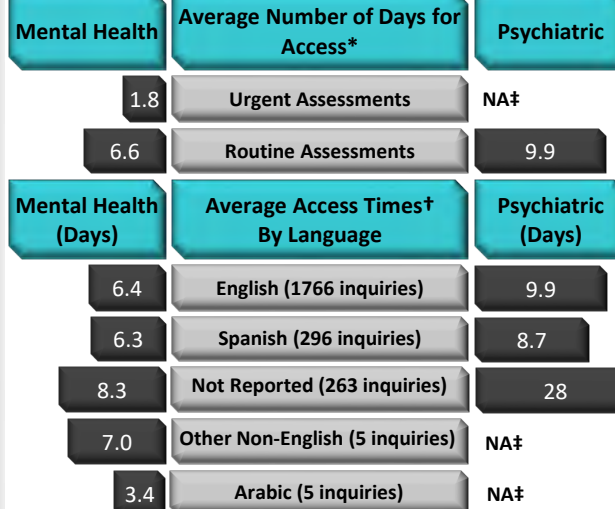 Mental Health Average Number of Days for Access* Psychiatric
1.8 Urgent Assessments NA‡
6.6 Routine Assessments 9.9
Mental Health (Days) Average Access Times† By Language Psychiatric (Days)
6.4 English (1766 inquiries) 9.9
6.3 Spanish (296 inquiries) 8.7
8.3 Not Reported (263 inquiries) 28
7.0 Other Non-English (5 inquiries) NA‡
3.4 Arabic (5 inquiries) NA‡